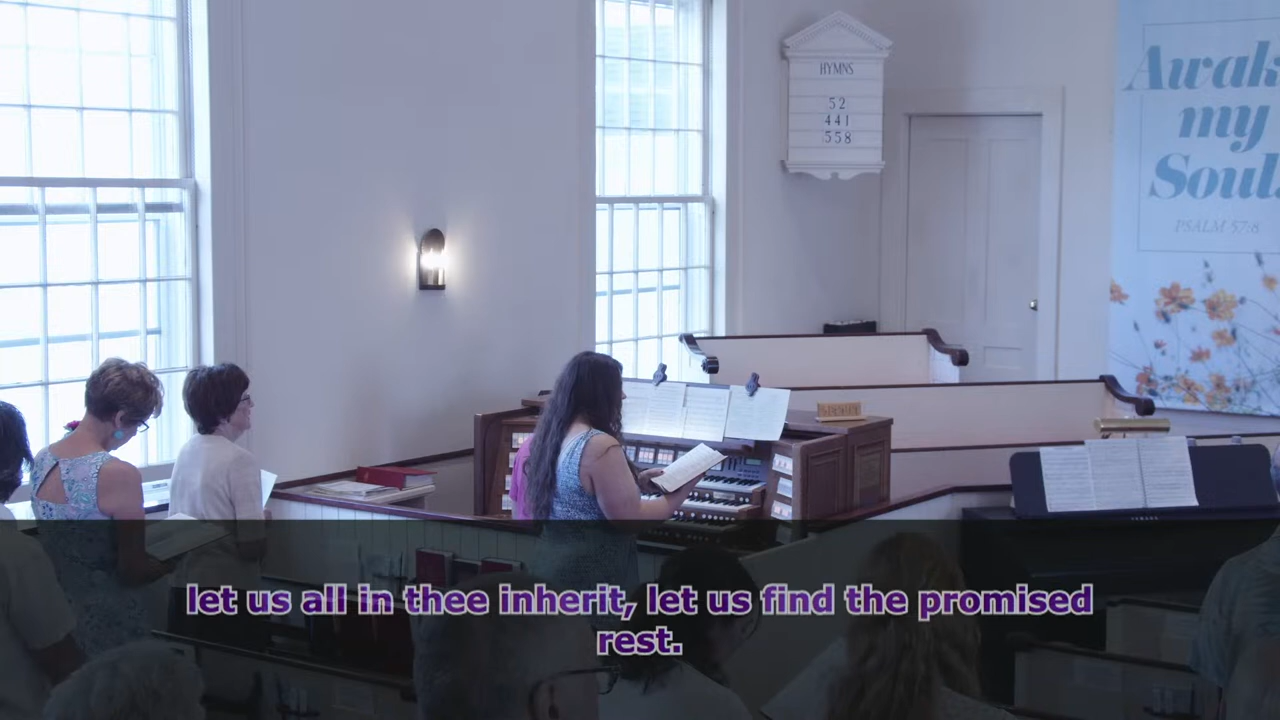 HYMNS
52
441
558
Awak
my
Soul
PSALM 57:8
YAMAHA
let us all in thee inherit, let us find the promised
rest.